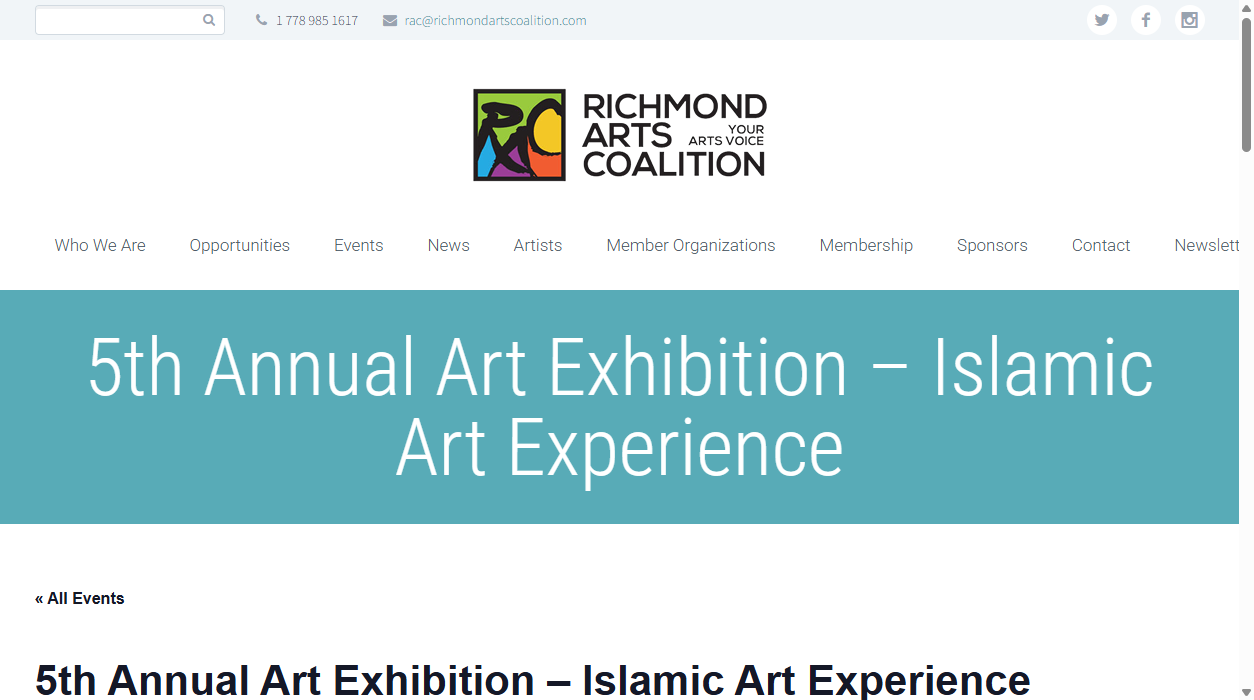 1 778 985 1617
rac@richmondartscoalition.com
RICHMOND
ARTS
YOUR
ARTS VOICE
COALITION
Who We Are
Opportunities
Events
News
Artists
Member Organizations
Membership
Sponsors
Contact
Newslett
5th Annual Art Exhibition – Islamic
Art Experience
« All Events
5th Annual Art Exhibition – Islamic Art Experience